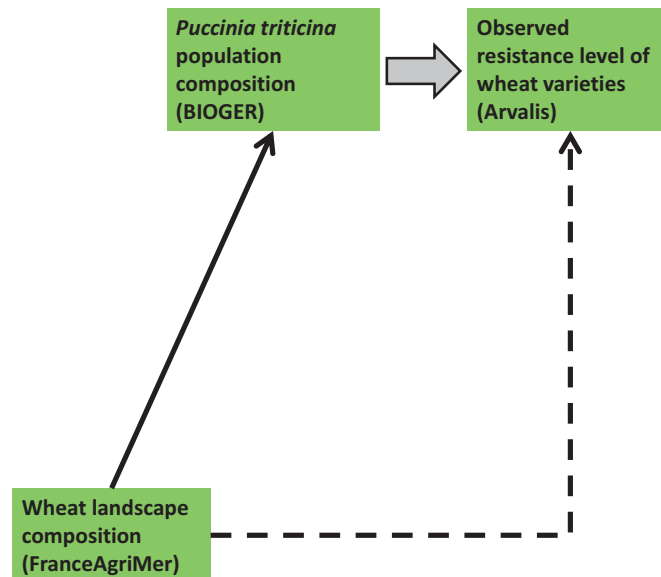 Puccinia triticina
population
composition
(BIOGER)
Observed
resistance level of
wheat varieties
(Arvalis)
Wheat landscape
composition
(FranceAgriMer)